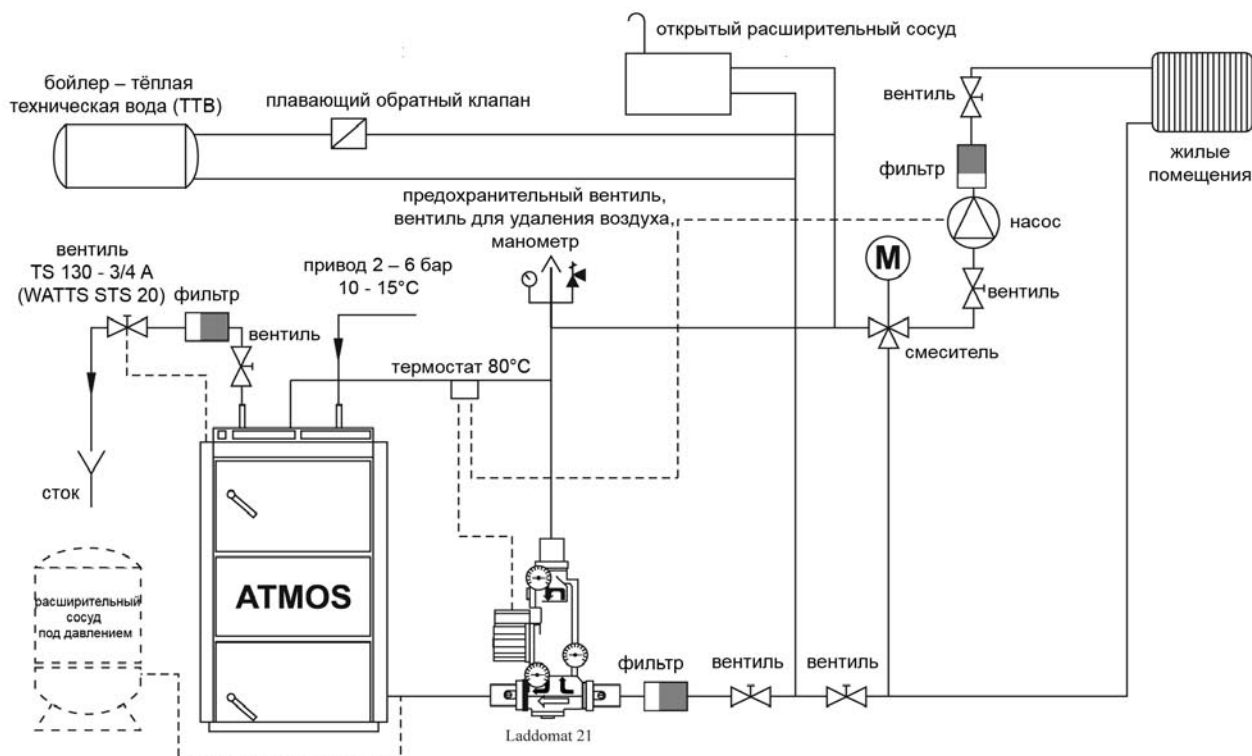 открытый расширительный сосуд
бойлер – тёплая
техническая вода (ТТВ)
плавающий обратный клапан
вентиль
фильтр
жилые
помещения
предохранительный вентиль,
вентиль для удаления воздуха,
манометр
насос
вентиль
TS 130 - 3/4 A
(WATTS STS 20)
фильтр
привод 2 – 6 бар
10 - 15°C
M
вентиль
вентиль
смеситель
термостат 80°C
сток
ATMOS
расширительный
сосуд
под давлением
фильтр
вентиль
вентиль
Laddomat 21